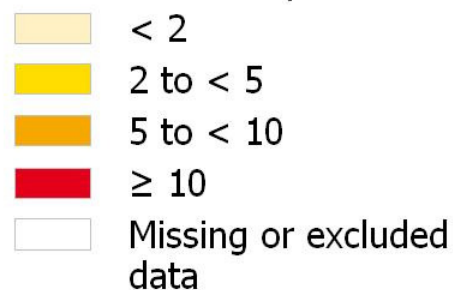 < 2
2 to < 5
5 to < 10
≥ 10
Missing or excluded
data